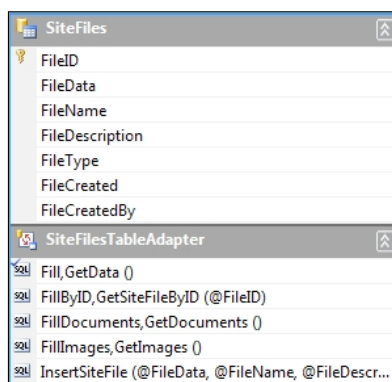 SiteFiles
FileID
FileData
FileName
FileDescription
FileType
FileCreated
FileCreatedBy
SiteFilesTableAdapter
SQL Fill,GetData ()
SQL FillByID,GetSiteFileByID (@FileID)
SQL FillDocuments,GetDocuments ()
SQL FillImages,GetImages ()
SQL InsertSiteFile (@FileData, @FileName, @FileDescr...